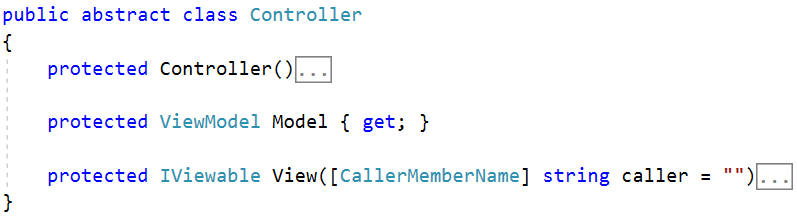 public abstract class Controller
{
protected Controller()...
protected ViewModel Model { get; }
protected IViewable View([CallerMemberName] string caller = "")...
}